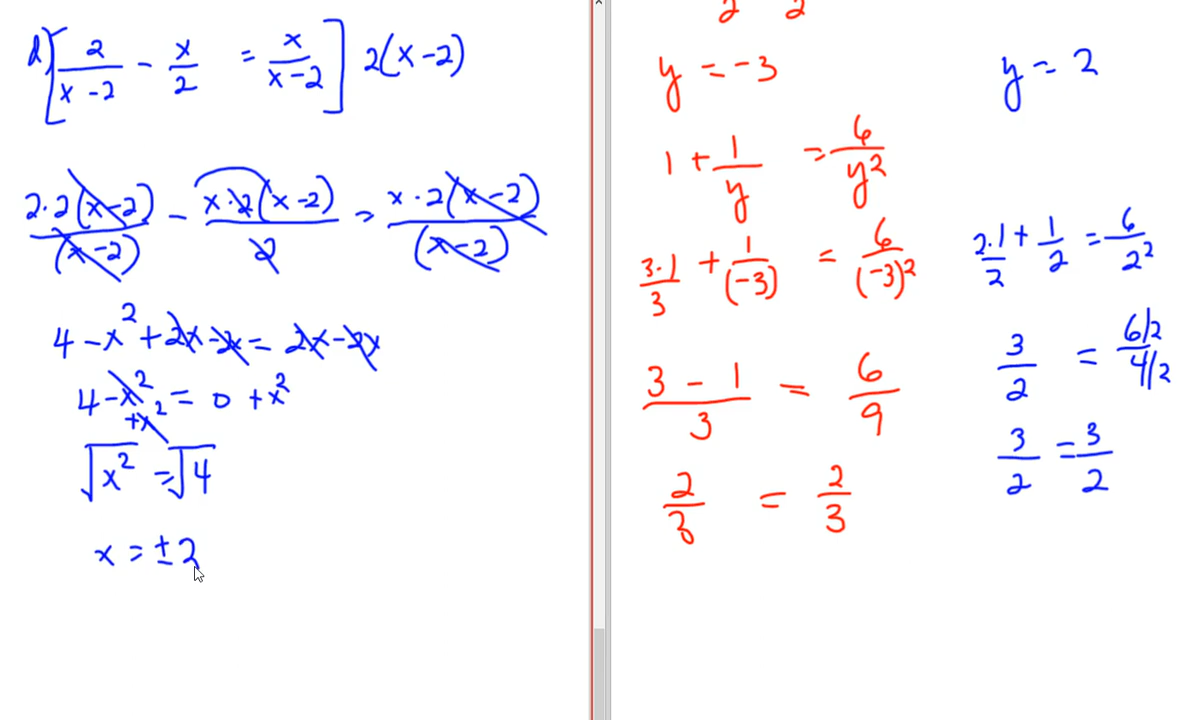 d) [2/(x-2) - x/2 = x/(x-2)] 2(x-2)
2·2(x-2)/(x-2) - x·2(x-2)/2 = x·2(x-2)/(x-2)
4 - x² + 2x - 2x = 2x - 2x
4 - x² = 0 + x²
+x²
√x² = √4
x = ±2
2 2
y = -3
1 + 1/y = 6/y²
3·1/3 + 1/(-3) = 6/(-3)²
(3 - 1)/3 = 6/9
2/3 = 2/3
y = 2
2·1/2 + 1/2 = 6/2²
3/2 = 6/2/4/2
3/2 = 3/2